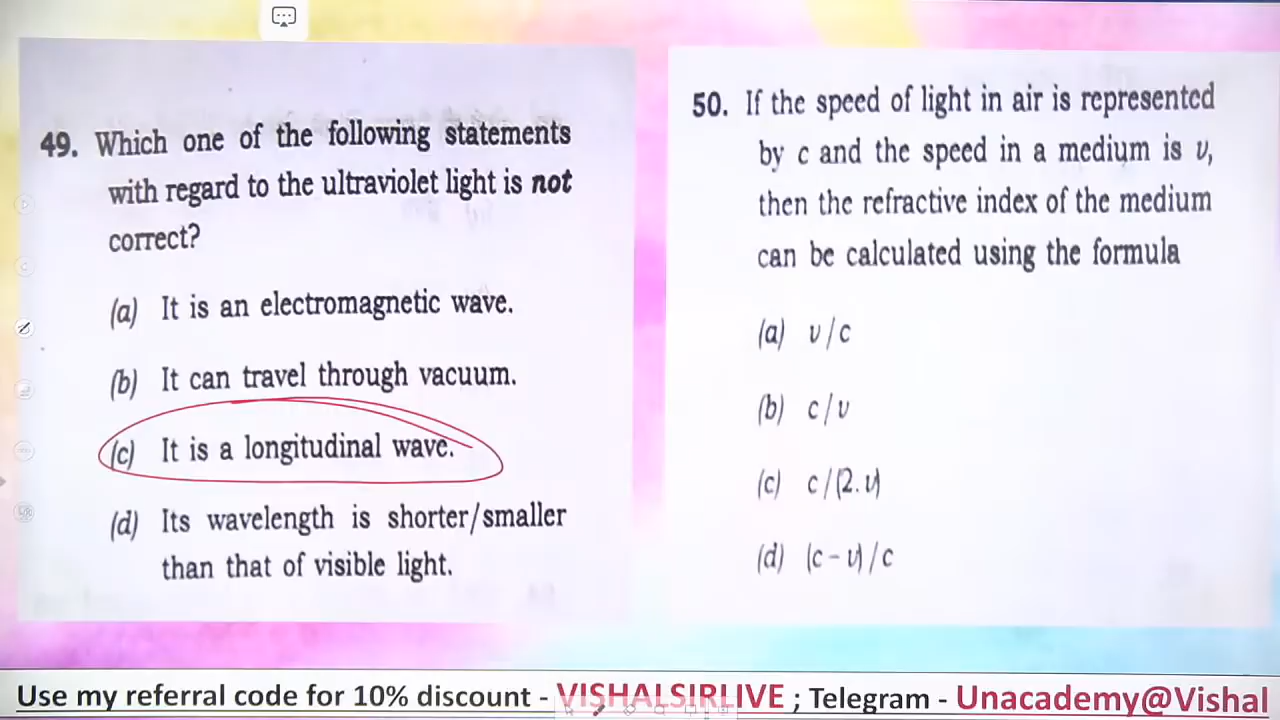 49. Which one of the following statements
with regard to the ultraviolet light is not
correct?
(a) It is an electromagnetic wave.
(b) It can travel through vacuum.
(c) It is a longitudinal wave.
(d) Its wavelength is shorter/smaller
than that of visible light.
50. If the speed of light in air is represented
by c and the speed in a medium is v,
then the refractive index of the medium
can be calculated using the formula
(a) v/c
(b) c/v
(c) c/(2.v)
(d) (c - v)/c
Use my referral code for 10% discount - VISHALSIRLIVE ; Telegram - Unacademy@Vishal